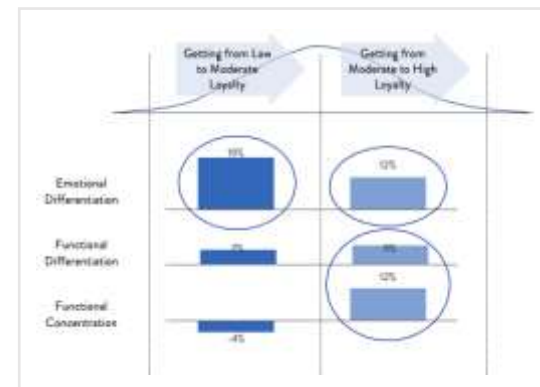 Getting from Low
to Moderate
Loyalty
Getting from
Moderate to High
Loyalty
Emotional
Differentiation
12%
Functional
Differentiation
Functional
Concentration
12%
-4%